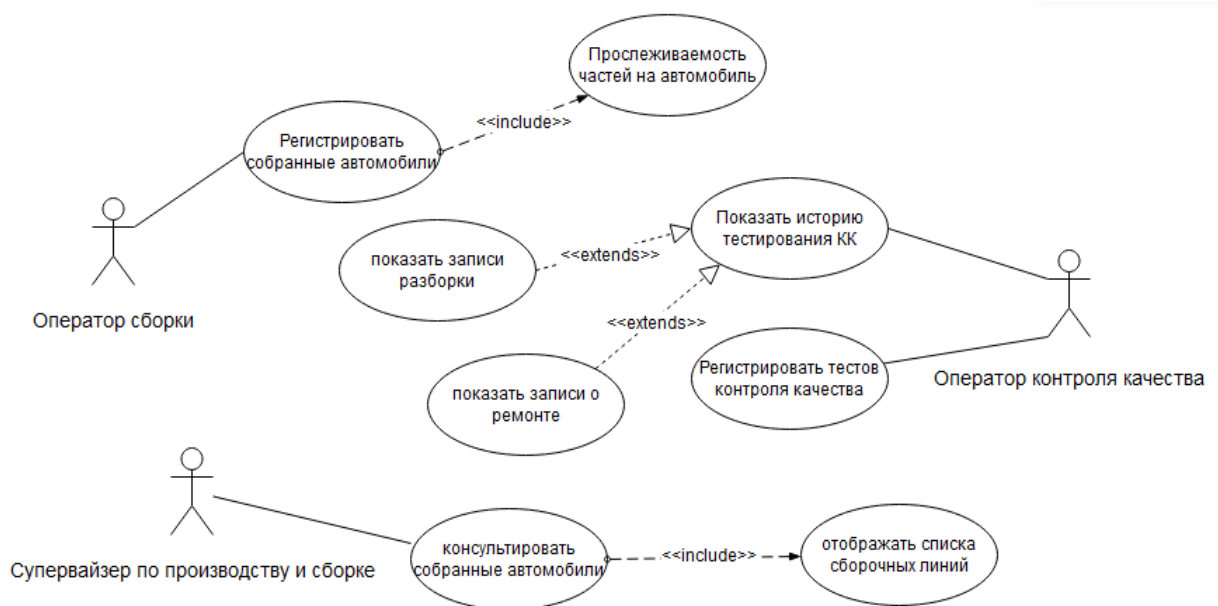 Прослеживаемость
частей на автомобиль
<<include>>
Регистрировать
собранные автомобили
Оператор сборки
Показать историю
тестирования КК
<<extends>>
показать записи
разборки
<<extends>>
показать записи о
ремонте
Регистрировать тестов
контроля качества
Оператор контроля качества
Супервайзер по производству и сборке
консультировать
собранные автомобили
<<include>>
отображать списка
сборочных линий